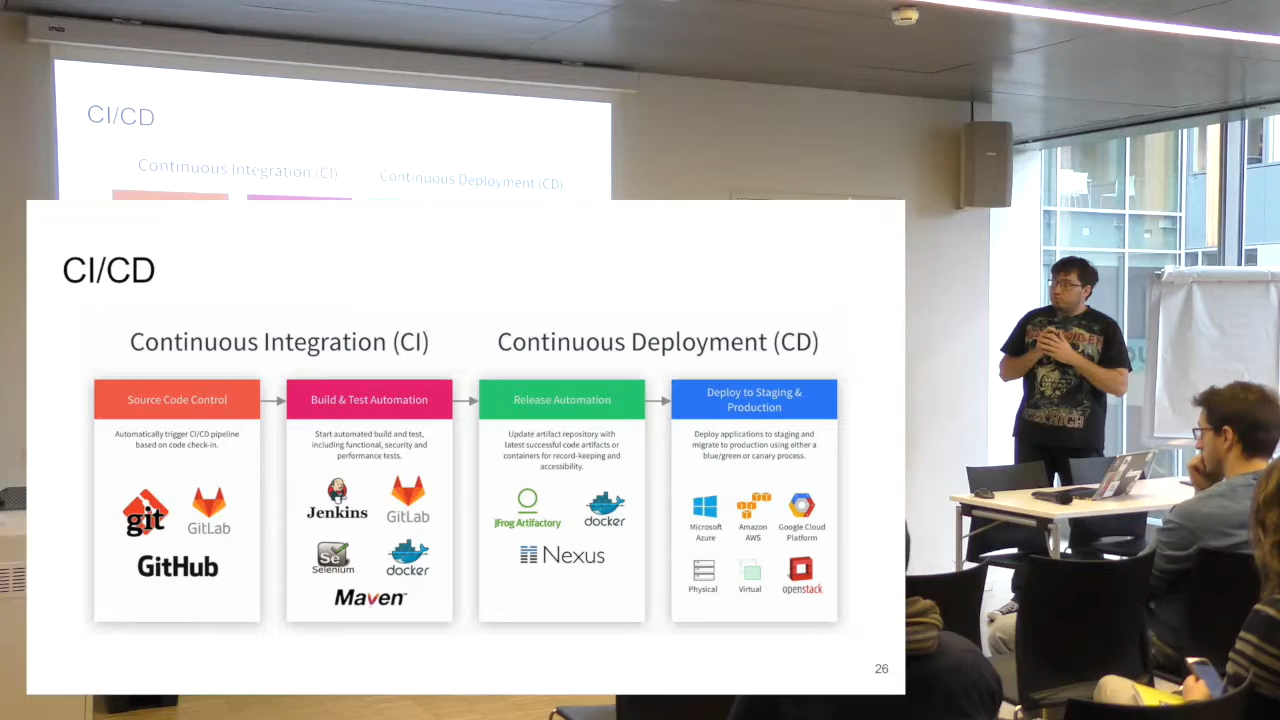 CI/CD
Continuous Integration (CI)
Continuous Deployment (CD)
CI/CD
Continuous Integration (CI)
Continuous Deployment (CD)
Source Code Control
Automatically trigger CI/CD pipeline
based on code check-in.
git
GitLab
GitHub
Build & Test Automation
Start automated build and test,
including functional, security and
performance tests.
Jenkins
GitLab
Se
Selenium
docker
Maven™
Release Automation
Update artifact repository with
latest successful code artifacts or
containers for record-keeping and
accessibility.
JFrog Artifactory
docker
Nexus
Deploy to Staging &
Production
Deploy applications to staging and
migrate to production using either a
blue/green or canary process.
Microsoft
Azure
Amazon
AWS
Google Cloud
Platform
Physical
Virtual
openstack
26